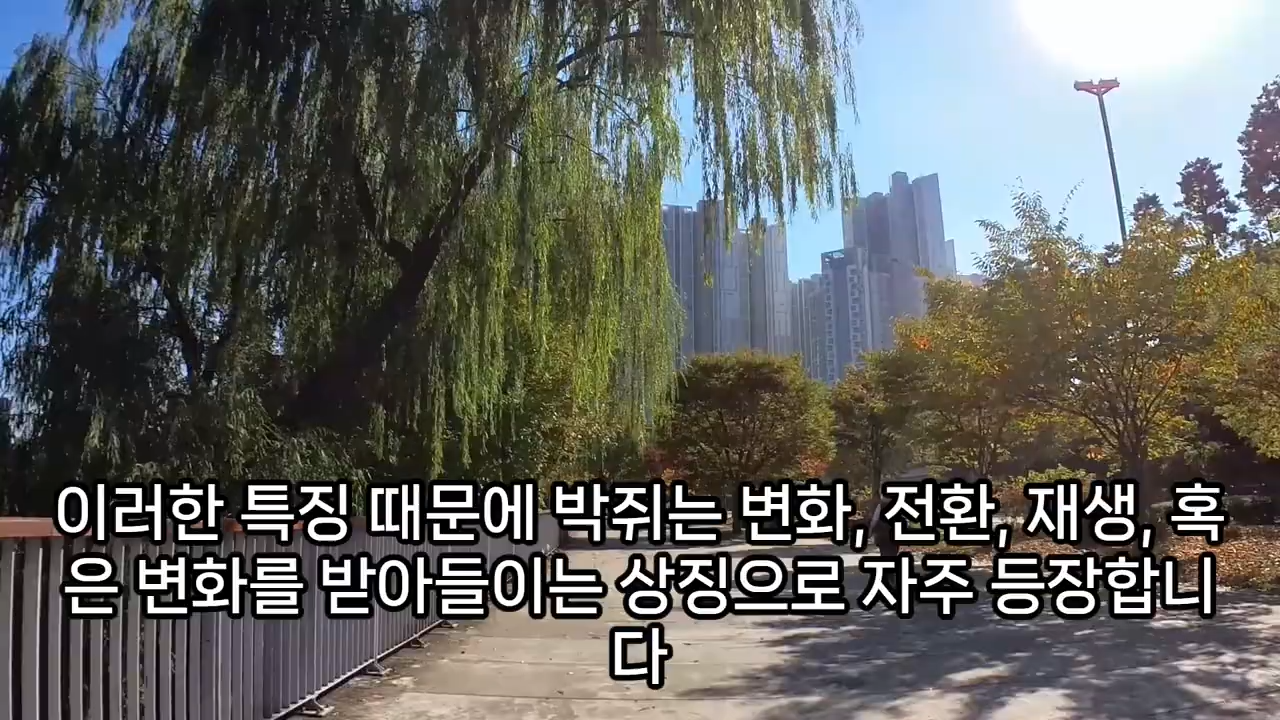 이러한 특징 때문에 박쥐는 변화, 전환, 재생, 혹
은 변화를 받아들이는 상징으로 자주 등장합니
다